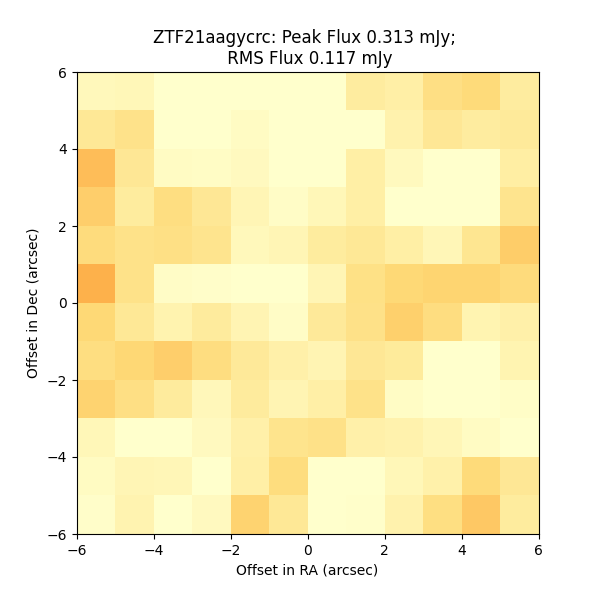 ZTF21aagycrc: Peak Flux 0.313 mJy;
RMS Flux 0.117 mJy
6
4
2
0
−2
−4
−6
Offset in Dec (arcsec)
−6 −4 −2 0 2 4 6
Offset in RA (arcsec)